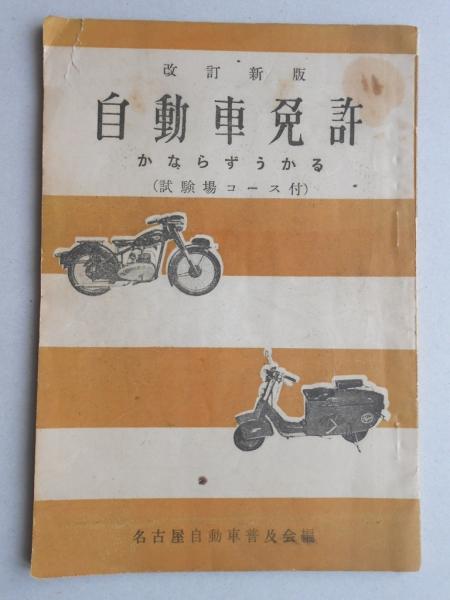 改訂新版
自動車免許
かならずうかる
(試験場コース付)
名古屋自動車普及会編